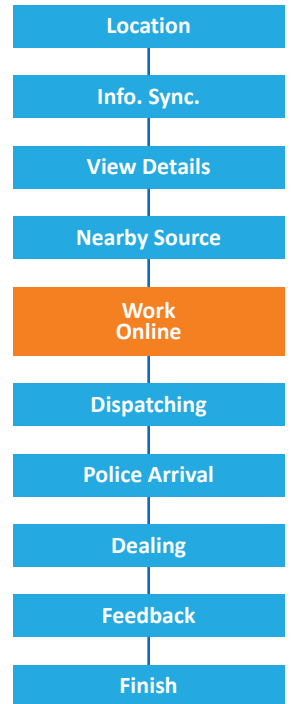 Location
Info. Sync.
View Details
Nearby Source
Work
Online
Dispatching
Police Arrival
Dealing
Feedback
Finish